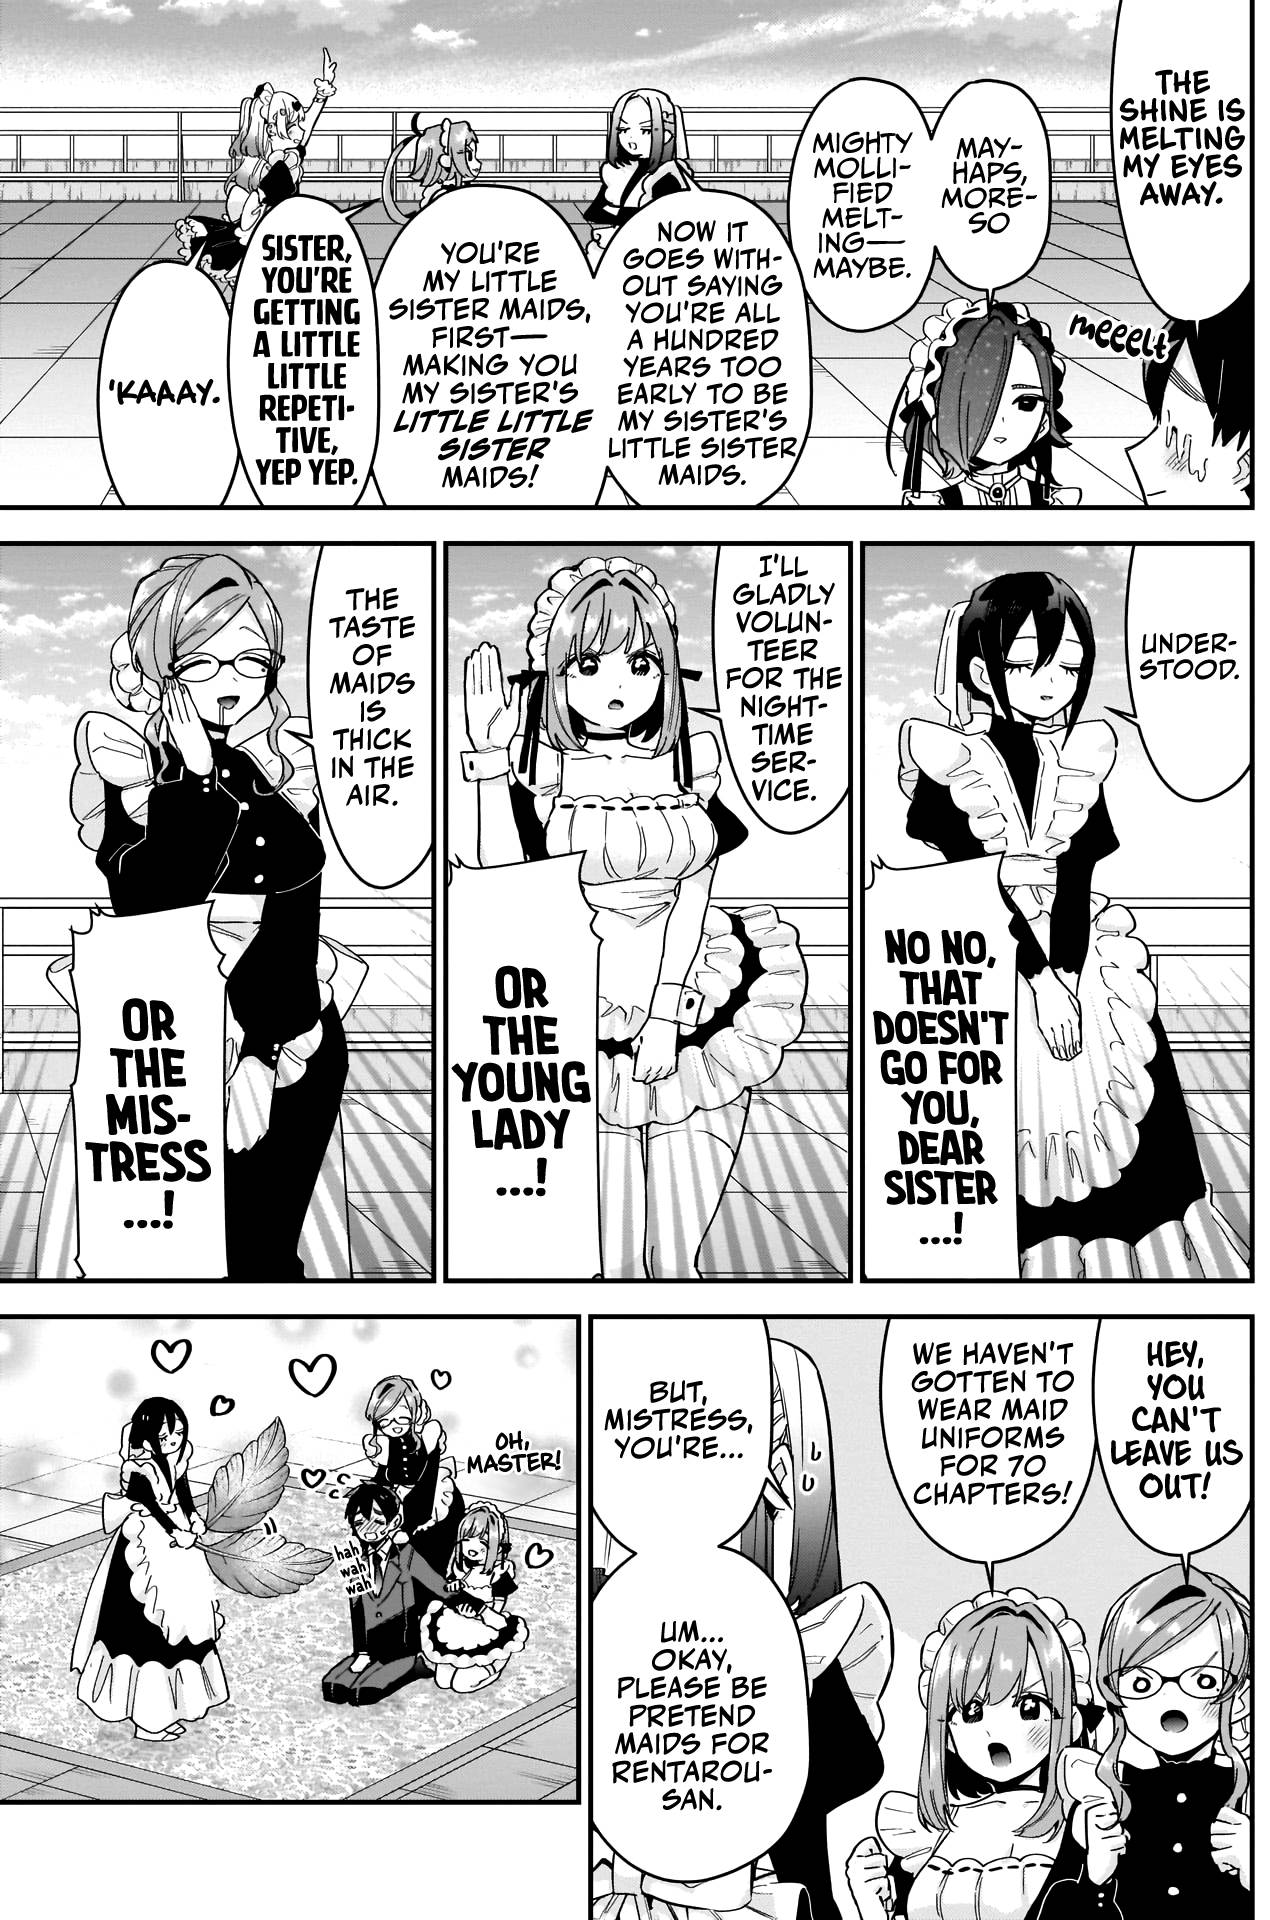 THE
SHINE IS
MELTING
MY EYES
AWAY.
MAY-
HAPS,
MORE-
SO
MIGHTY
MOLLI-
FIED
MELT-
ING—
MAYBE.
meeelt
NOW IT
GOES WITH-
OUT SAYING
YOU'RE ALL
A HUNDRED
YEARS TOO
EARLY TO BE
MY SISTER'S
LITTLE SISTER
MAIDS.
YOU'RE
MY LITTLE
SISTER MAIDS,
FIRST—
MAKING YOU
MY SISTER'S
LITTLE LITTLE
SISTER
MAIDS!
SISTER,
YOU'RE
GETTING
A LITTLE
LITTLE
REPETI-
TIVE,
YEP YEP.
'KAAAY.
UNDER-
STOOD.
NO NO,
THAT
DOESN'T
GO FOR
YOU,
DEAR
SISTER
....!
I'LL
GLADLY
VOLUN-
TEER
FOR THE
NIGHT-
TIME
SER-
VICE.
OR
THE
YOUNG
LADY
....!
THE
TASTE
OF
MAIDS
IS
THICK
IN THE
AIR.
OR
THE
MIS-
TRESS
....!
HEY,
YOU
CAN'T
LEAVE US
OUT!
WE HAVEN'T
GOTTEN TO
WEAR MAID
UNIFORMS
FOR 70
CHAPTERS!
BUT,
MISTRESS,
YOU'RE...
UM...
OKAY,
PLEASE BE
PRETEND
MAIDS FOR
RENTAROU-
SAN.
OH,
MASTER!
hah
wah
wah